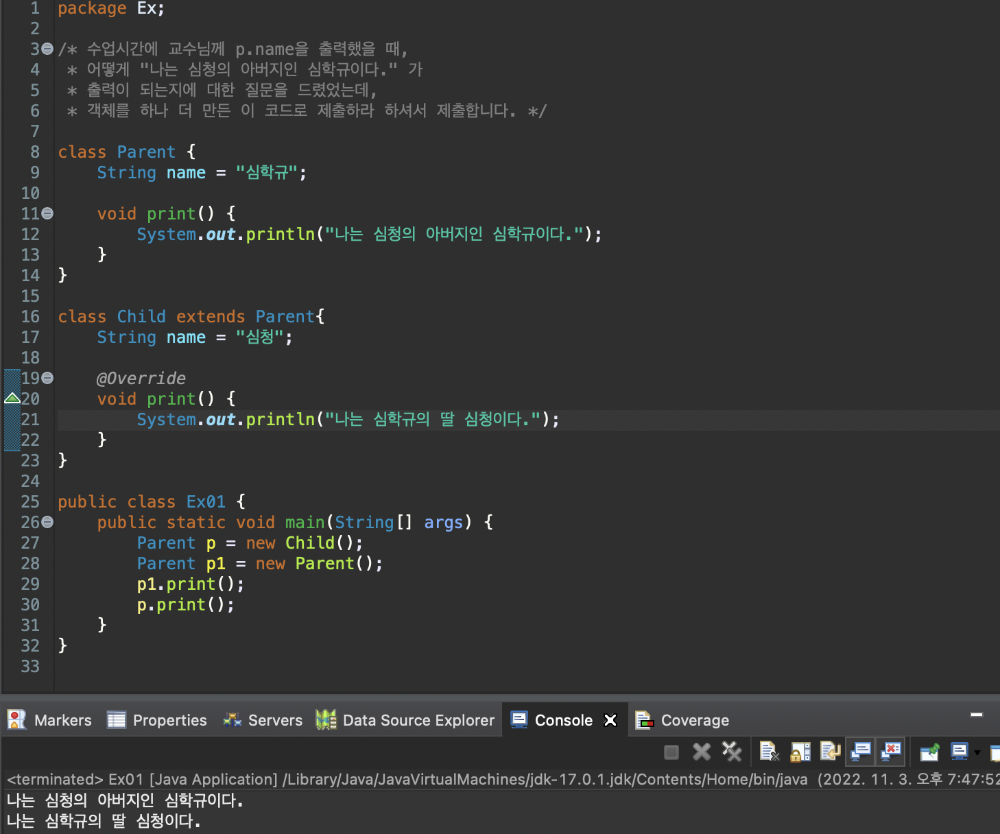 1 package Ex;
2
3 /* 수업시간에 교수님께 p.name을 출력했을 때,
4  * 어떻게 "나는 심청의 아버지인 심학규이다." 가
5  * 출력이 되는지에 대한 질문을 드렸었는데,
6  * 객체를 하나 더 만든 이 코드로 제출하라 하셔서 제출합니다. */
7
8 class Parent {
9     String name = "심학규";
10
11     void print() {
12         System.out.println("나는 심청의 아버지인 심학규이다.");
13     }
14 }
15
16 class Child extends Parent{
17     String name = "심청";
18
19     @Override
20     void print() {
21         System.out.println("나는 심학규의 딸 심청이다.");
22     }
23 }
24
25 public class Ex01 {
26     public static void main(String[] args) {
27         Parent p = new Child();
28         Parent p1 = new Parent();
29         p1.print();
30         p.print();
31     }
32 }
33
Markers Properties Servers Data Source Explorer Console Coverage
<terminated> Ex01 [Java Application] /Library/Java/JavaVirtualMachines/jdk-17.0.1.jdk/Contents/Home/bin/java (2022. 11. 3. 오후 7:47:52
나는 심청의 아버지인 심학규이다.
나는 심학규의 딸 심청이다.